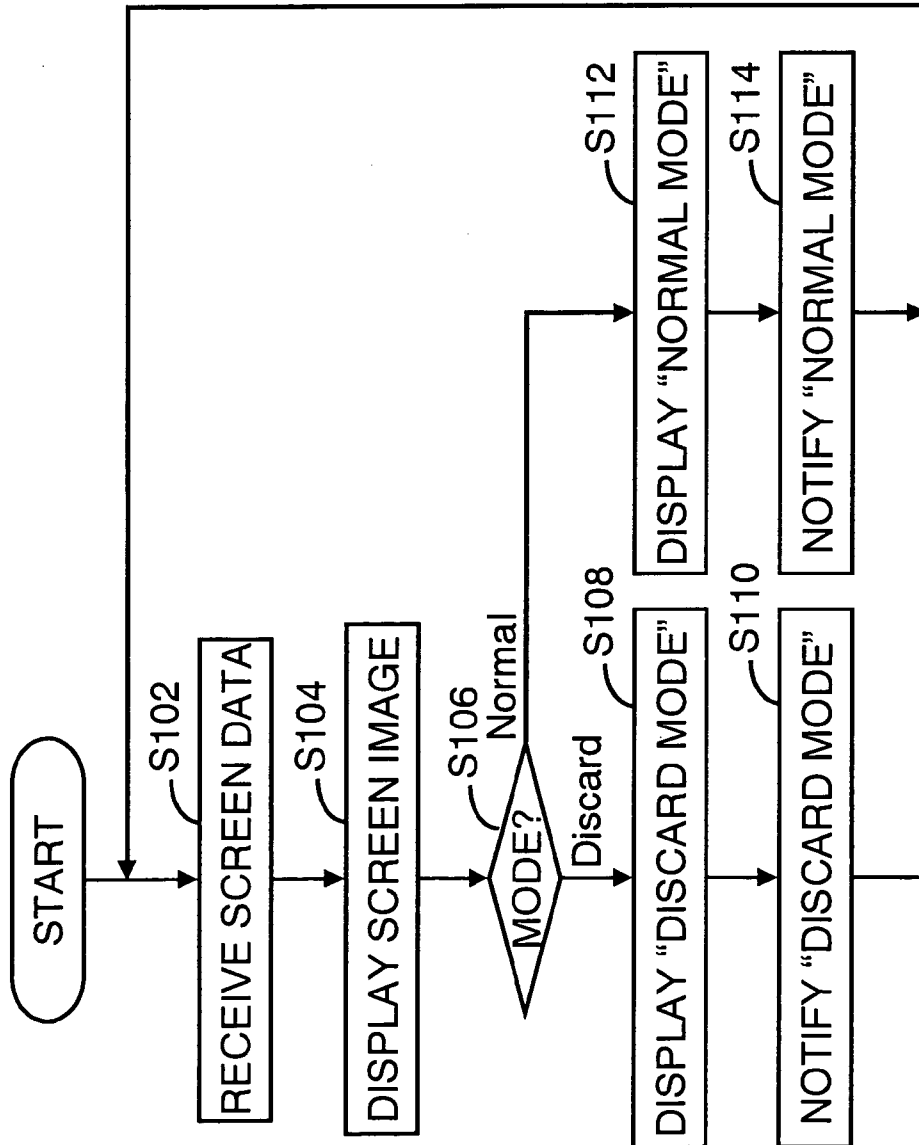 START
S102
RECEIVE SCREEN DATA
S104
DISPLAY SCREEN IMAGE
S106
MODE?
Normal
Discard
S108
DISPLAY “DISCARD MODE”
S110
NOTIFY “DISCARD MODE”
S112
DISPLAY “NORMAL MODE”
S114
NOTIFY “NORMAL MODE”